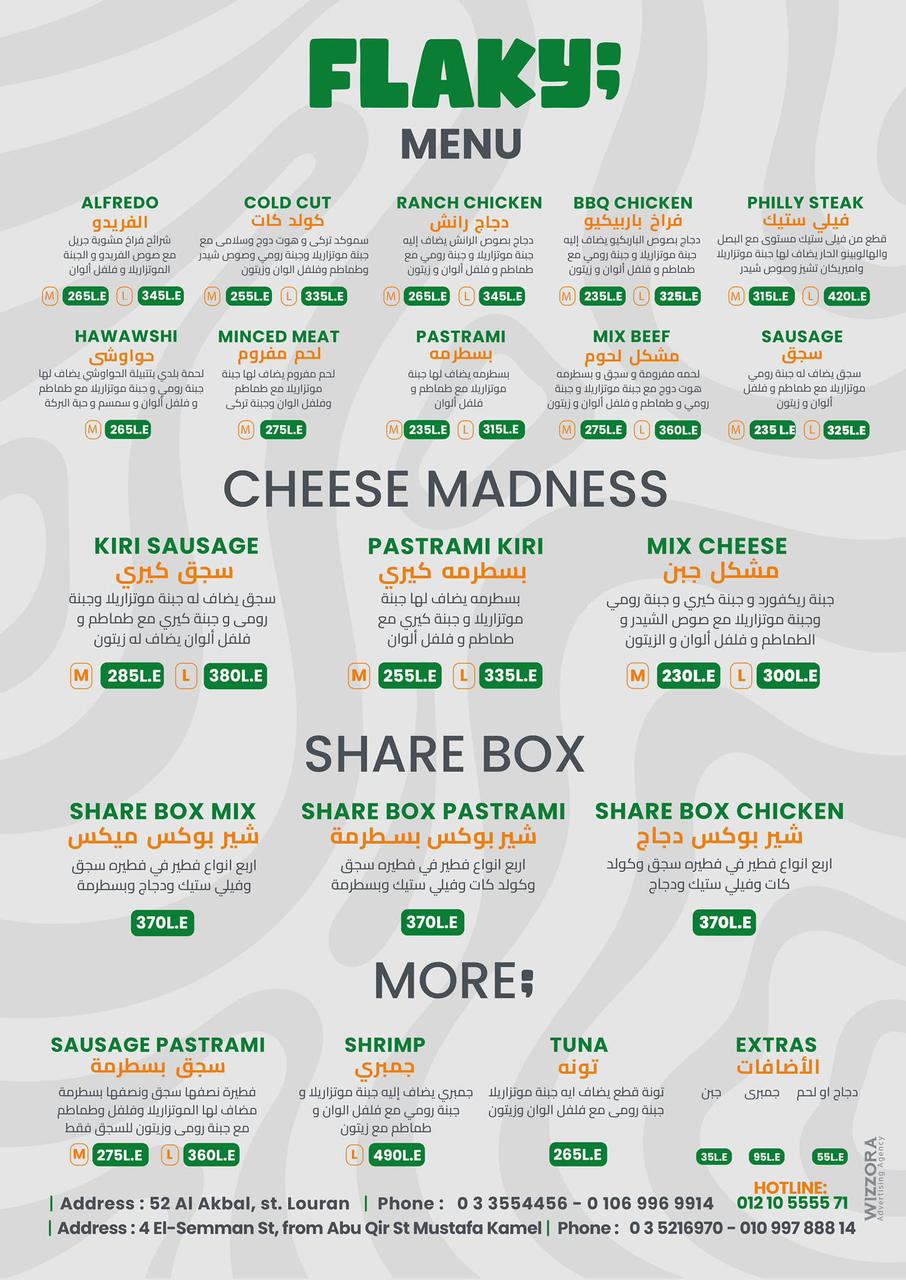 FLAKY;
MENU
ALFREDO
الفريدو
شرائح فراخ مشوية جريل
مع صوص الفريدو و الجبنة
الموتزاريلا و فلفل ألوان
M 265L.E L 345L.E
COLD CUT
كولد كات
سموكد تركى و هوت دوج وسلامى مع
جبنة موتزاريلا وجبنة رومي وصوص شيدر
وطماطم وفلفل الوان وزيتون
M 255L.E L 335L.E
RANCH CHICKEN
دجاج رانش
دجاج بصوص الرانش يضاف إليه
جبنة موتزاريلا و جبنة رومي مع
طماطم و فلفل ألوان و زيتون
M 265L.E L 345L.E
BBQ CHICKEN
فراخ باربيكيو
دجاج بصوص الباربكيو يضاف إليه
جبنة موتزاريلا و جبنة رومي مع
طماطم و فلفل ألوان و زيتون
M 235L.E L 325L.E
PHILLY STEAK
فيلي ستيك
قطع من فيلى ستيك مستوى مع البصل
والهالوبينو الحار يضاف لها جبنة موتزاريلا
واميريكان تشيز وصوص شيدر
M 315L.E L 420L.E
HAWAWSHI
حواوشى
لحمة بلدي بتتبيلة الحواوشي يضاف لها
جبنة رومي و جبنة موتزاريلا مع طماطم
و فلفل ألوان و سمسم و حبة البركة
M 265L.E
MINCED MEAT
لحم مفروم
لحم مفروم يضاف لها جبنة
موتزاريلا مع طماطم
وفلفل الوان وجبنة تركى
M 275L.E
PASTRAMI
بسطرمه
بسطرمه يضاف لها جبنة
موتزاريلا مع طماطم و
فلفل ألوان
M 235L.E L 315L.E
MIX BEEF
مشكل لحوم
لحمه مفرومة و سجق و بسطرمه
هوت دوج مع جبنة موتزاريلا و جبنة
رومي و طماطم و فلفل ألوان و زيتون
M 275L.E L 360L.E
SAUSAGE
سجق
سجق يضاف له جبنة رومي
موتزاريلا مع طماطم و فلفل
ألوان و زيتون
M 235 L.E L 325L.E
CHEESE MADNESS
KIRI SAUSAGE
سجق كيري
سجق يضاف له جبنة موتزاريلا وجبنة
رومى و جبنة كيري مع طماطم و
فلفل ألوان يضاف له زيتون
M 285L.E L 380L.E
PASTRAMI KIRI
بسطرمه كيري
بسطرمه يضاف لها جبنة
موتزاريلا و جبنة كيري مع
طماطم و فلفل ألوان
M 255L.E L 335L.E
MIX CHEESE
مشكل جبن
جبنة ريكفورد و جبنة كيري و جبنة رومي
وجبنة موتزاريلا مع صوص الشيدر و
الطماطم و فلفل ألوان و الزيتون
M 230L.E L 300L.E
SHARE BOX
SHARE BOX MIX
شير بوكس ميكس
اربع انواع فطير في فطيره سجق
وفيلي ستيك ودجاج وبسطرمة
370L.E
SHARE BOX PASTRAMI
شير بوكس بسطرمة
اربع انواع فطير في فطيره سجق
وكولد كات وفيلي ستيك وبسطرمة
370L.E
SHARE BOX CHICKEN
شير بوكس دجاج
اربع انواع فطير في فطيره سجق وكولد
كات وفيلي ستيك ودجاج
370L.E
MORE;
SAUSAGE PASTRAMI
سجق بسطرمة
فطيرة نصفها سجق ونصفها بسطرمة
مضاف لها الموتزاريلا وفلفل وطماطم
مع جبنة رومى وزيتون للسجق فقط
M 275L.E L 360L.E
SHRIMP
جمبري
جمبري يضاف إليه جبنة موتزاريلا و
جبنة رومي مع فلفل الوان و
طماطم مع زيتون
L 490L.E
TUNA
تونه
تونة قطع يضاف ايه جبنة موتزاريلا
جبنة رومى مع فلفل الوان وزيتون
265L.E
EXTRAS
الأضافات
دجاج او لحم جمبرى جبن
35L.E 95L.E 55L.E
WIZZORA
Advertising Agency
HOTLINE:
012 10 5555 71
| Address : 52 Al Akbal, st. Louran | Phone : 0 3 3554456 - 0 106 996 9914
| Address : 4 El-Semman St, from Abu Qir St Mustafa Kamel | Phone : 0 3 5216970 - 010 997 888 14